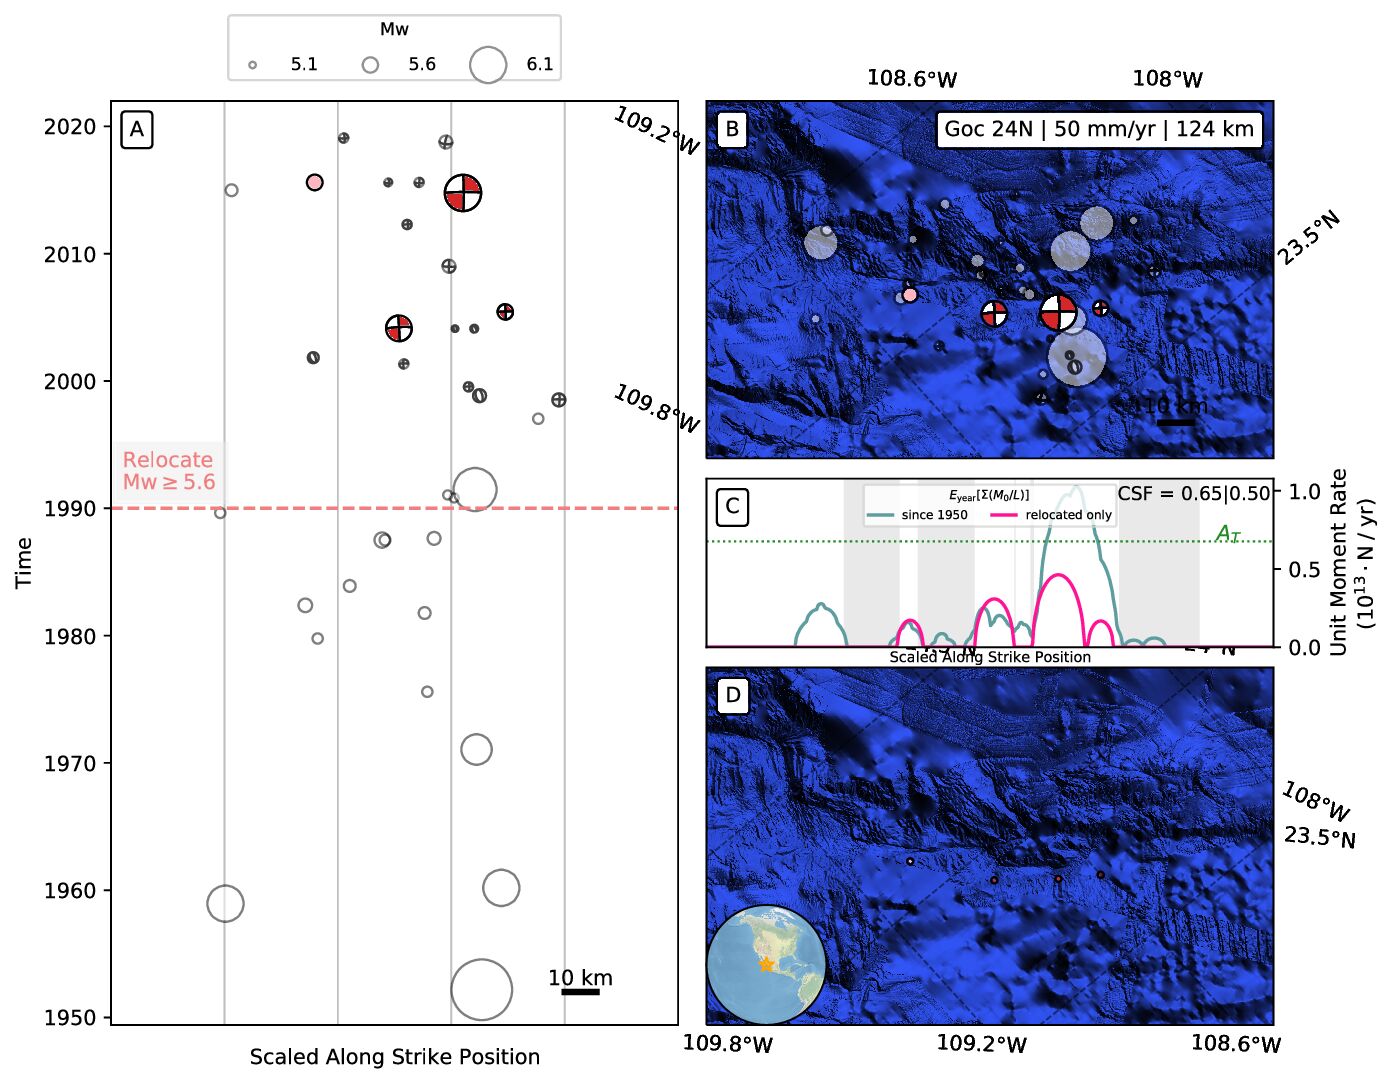 Mw
5.1
5.6
6.1
A
2020
2010
2000
1990
1980
1970
1960
1950
Time
Relocate
Mw ≥ 5.6
10 km
Scaled Along Strike Position
108.6°W
108°W
109.2°W
109.8°W
23.5°N
B
Goc 24N | 50 mm/yr | 124 km
10 km
C
E_year[Σ(M_0/L)]
since 1950
relocated only
CSF = 0.65|0.50
A_T
1.0
0.5
0.0
Unit Moment Rate
(10^13 · N / yr)
24°N
Scaled Along Strike Position
D
108°W
23.5°N
109.8°W
109.2°W
108.6°W